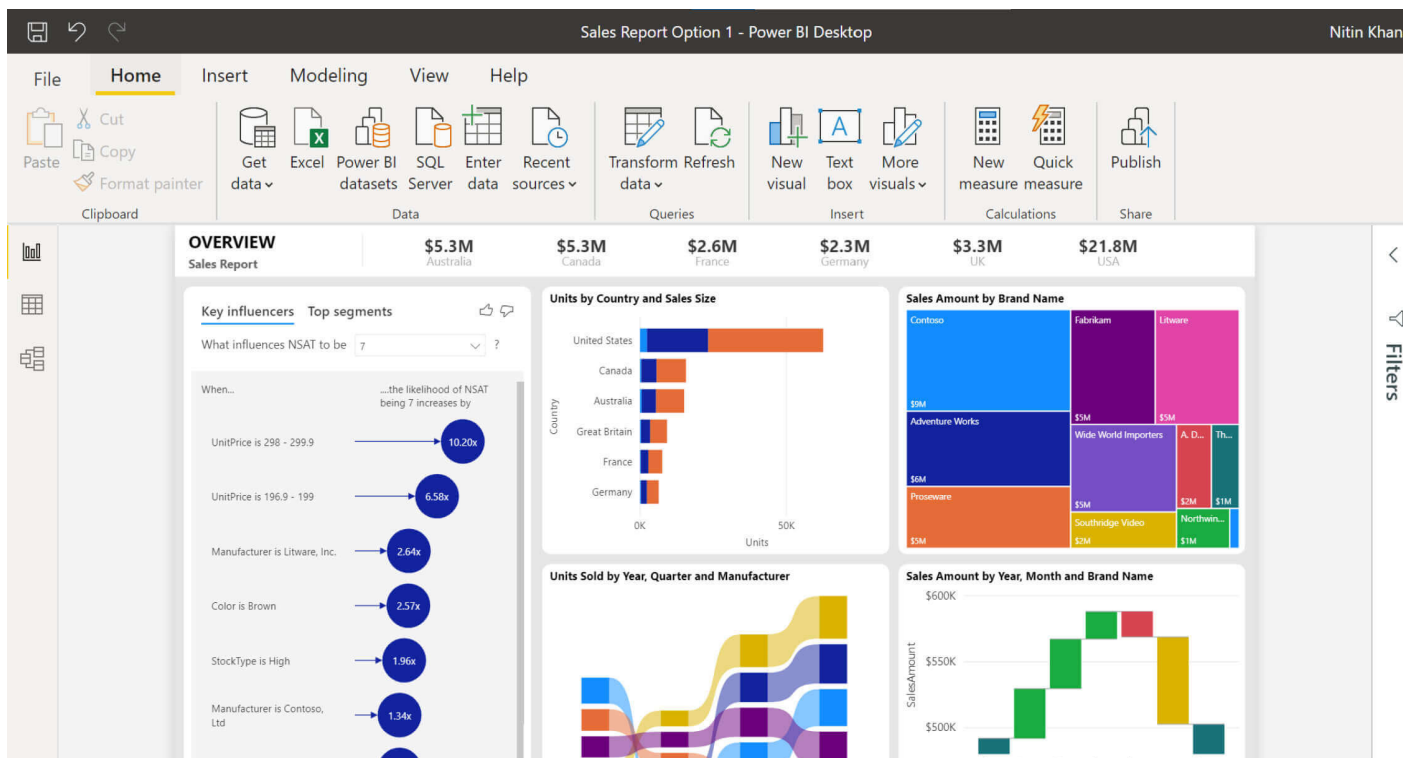 Sales Report Option 1 - Power BI Desktop
Nitin Khan
File
Home
Insert
Modeling
View
Help
Paste
Cut
Copy
Format painter
Clipboard
Get
data
Excel
Power BI
datasets
SQL
Server
Enter
data
Recent
sources
Data
Transform
data
Refresh
Queries
New
visual
Text
box
More
visuals
Insert
New
measure
Quick
measure
Calculations
Publish
Share
OVERVIEW
Sales Report
$5.3M
Australia
$5.3M
Canada
$2.6M
France
$2.3M
Germany
$3.3M
UK
$21.8M
USA
Filters
Key influencers
Top segments
What influences NSAT to be
7
?
When...
....the likelihood of NSAT
being 7 increases by
UnitPrice is 298 - 299.9
10.20x
UnitPrice is 196.9 - 199
6.58x
Manufacturer is Litware, Inc.
2.64x
Color is Brown
2.57x
StockType is High
1.96x
Manufacturer is Contoso,
Ltd
1.34x
Units by Country and Sales Size
Country
United States
Canada
Australia
Great Britain
France
Germany
0K
50K
Units
Sales Amount by Brand Name
Contoso
$9M
Adventure Works
$6M
Proseware
$5M
Fabrikam
$5M
Litware
$5M
Wide World Importers
$5M
A. D...
$2M
Th...
$1M
Southridge Video
$2M
Northwin...
$1M
Units Sold by Year, Quarter and Manufacturer
Sales Amount by Year, Month and Brand Name
SalesAmount
$600K
$550K
$500K